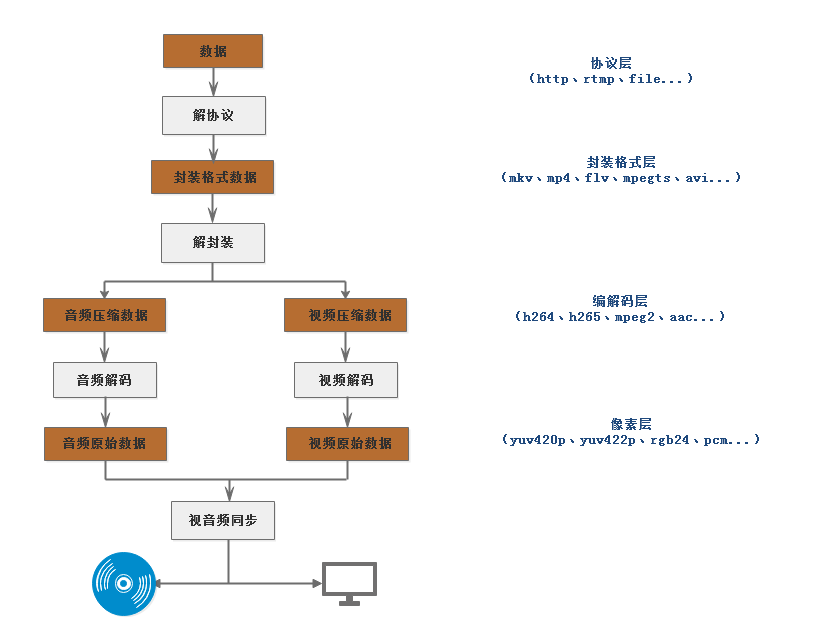 数据
协议层
（http、rtmp、file...）
解协议
封装格式层
（mkv、mp4、flv、mpegts、avi...）
封装格式数据
解封装
编解码层
（h264、h265、mpeg2、aac...）
音频压缩数据
视频压缩数据
音频解码
视频解码
像素层
（yuv420p、yuv422p、rgb24、pcm...）
音频原始数据
视频原始数据
视音频同步